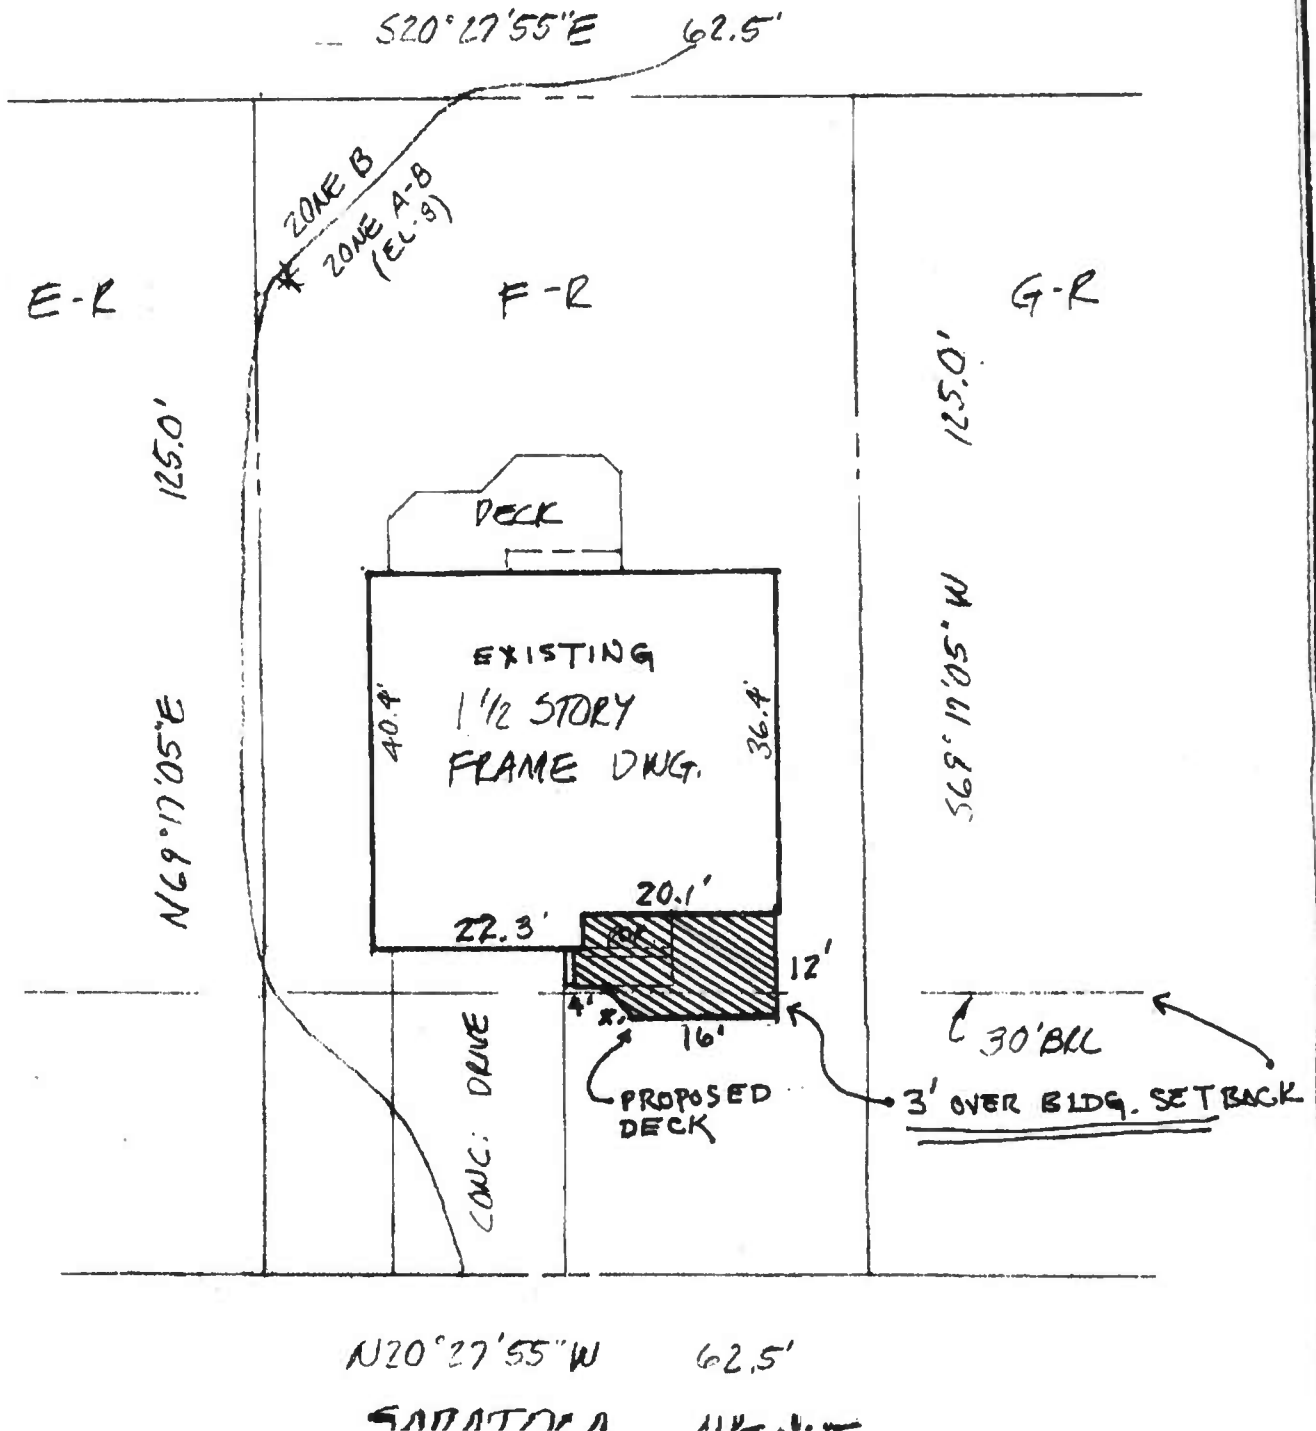 S20°27'55"E 62.5'
ZONE B
ZONE A-8
(EL-9)
E-R
F-R
G-R
125.0'
125.0'
DECK
EXISTING
1 1/2 STORY
FRAME DWG.
40.4'
36.4'
N69°17'05"E
S69°17'05"W
20.1'
22.3'
12'
4'
16'
30' BRL
CONC. DRIVE
PROPOSED
DECK
3' OVER BLDG. SETBACK
N20°27'55"W 62.5'